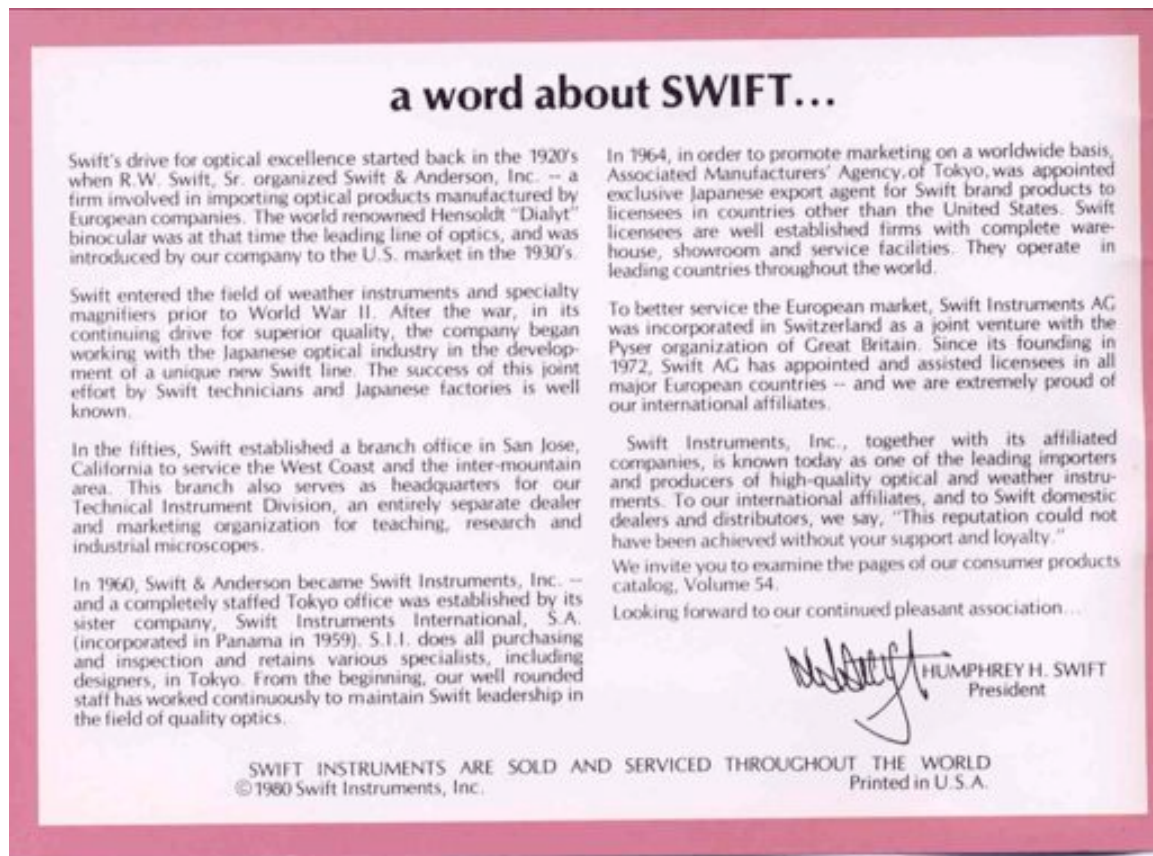 a word about SWIFT...
Swift's drive for optical excellence started back in the 1920's
when R.W. Swift, Sr. organized Swift & Anderson, Inc. -- a
firm involved in importing optical products manufactured by
European companies. The world renowned Hensoldt "Dialyt"
binocular was at that time the leading line of optics, and was
introduced by our company to the U.S. market in the 1930's.
Swift entered the field of weather instruments and specialty
magnifiers prior to World War II. After the war, in its
continuing drive for superior quality, the company began
working with the Japanese optical industry in the develop-
ment of a unique new Swift line. The success of this joint
effort by Swift technicians and Japanese factories is well
known.
In the fifties, Swift established a branch office in San Jose,
California to service the West Coast and the inter-mountain
area. This branch also serves as headquarters for our
Technical Instrument Division, an entirely separate dealer
and marketing organization for teaching, research and
industrial microscopes.
In 1960, Swift & Anderson became Swift Instruments, Inc. --
and a completely staffed Tokyo office was established by its
sister company, Swift Instruments International, S.A.
(incorporated in Panama in 1959). S.I.I. does all purchasing
and inspection and retains various specialists, including
designers, in Tokyo. From the beginning, our well rounded
staff has worked continuously to maintain Swift leadership in
the field of quality optics.
In 1964, in order to promote marketing on a worldwide basis,
Associated Manufacturers' Agency of Tokyo, was appointed
exclusive Japanese export agent for Swift brand products to
licensees in countries other than the United States. Swift
licensees are well established firms with complete ware-
house, showroom and service facilities. They operate in
leading countries throughout the world.
To better service the European market, Swift Instruments AG
was incorporated in Switzerland as a joint venture with the
Pyser organization of Great Britain. Since its founding in
1972, Swift AG has appointed and assisted licensees in all
major European countries -- and we are extremely proud of
our international affiliates.
Swift Instruments, Inc., together with its affiliated
companies, is known today as one of the leading importers
and producers of high-quality optical and weather instru-
ments. To our international affiliates, and to Swift domestic
dealers and distributors, we say, "This reputation could not
have been achieved without your support and loyalty."
We invite you to examine the pages of our consumer products
catalog, Volume 54.
Looking forward to our continued pleasant association...
HUMPHREY H. SWIFT
President
SWIFT INSTRUMENTS ARE SOLD AND SERVICED THROUGHOUT THE WORLD
©1980 Swift Instruments, Inc. Printed in U.S.A.